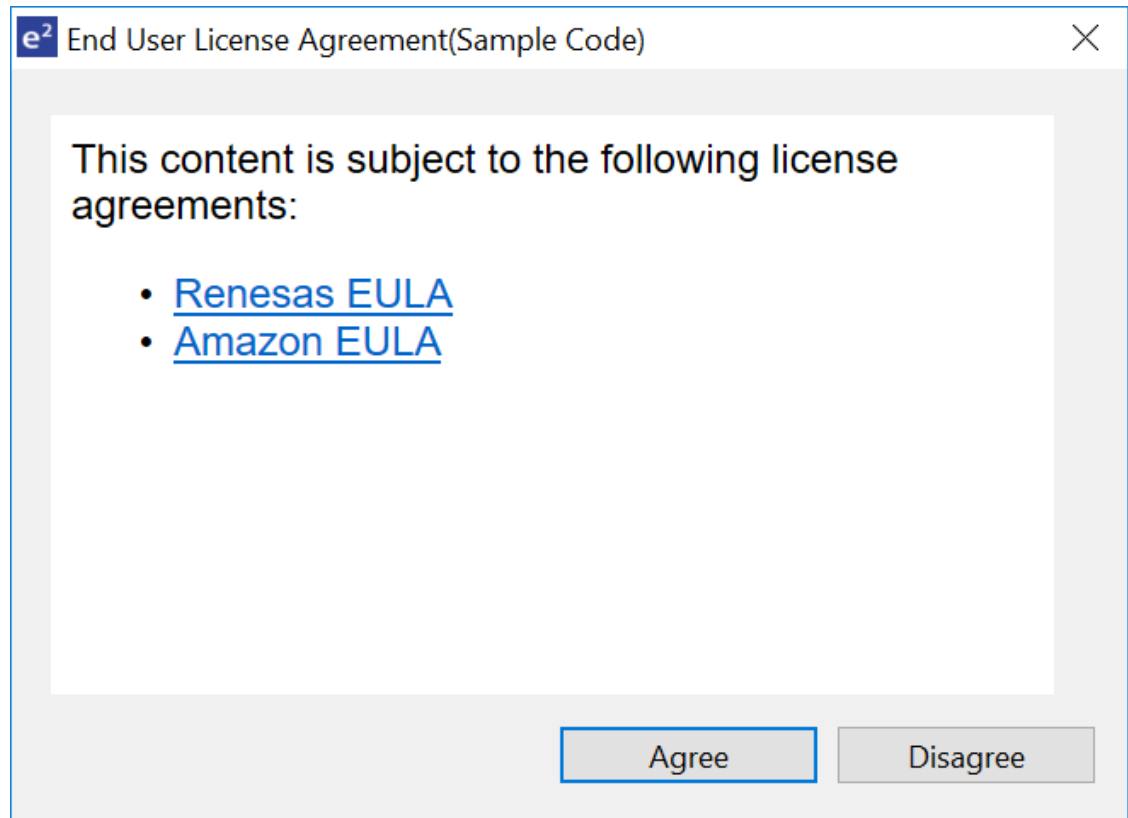 e² End User License Agreement(Sample Code)
This content is subject to the following license
agreements:
• Renesas EULA
• Amazon EULA
Agree Disagree